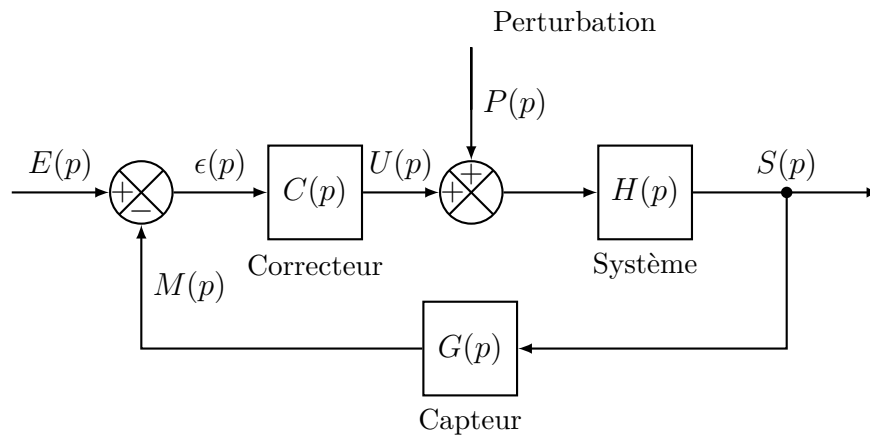 Perturbation
P(p)
E(p)
ϵ(p)
U(p)
S(p)
+
−
C(p)
+
+
H(p)
Correcteur
Système
M(p)
G(p)
Capteur